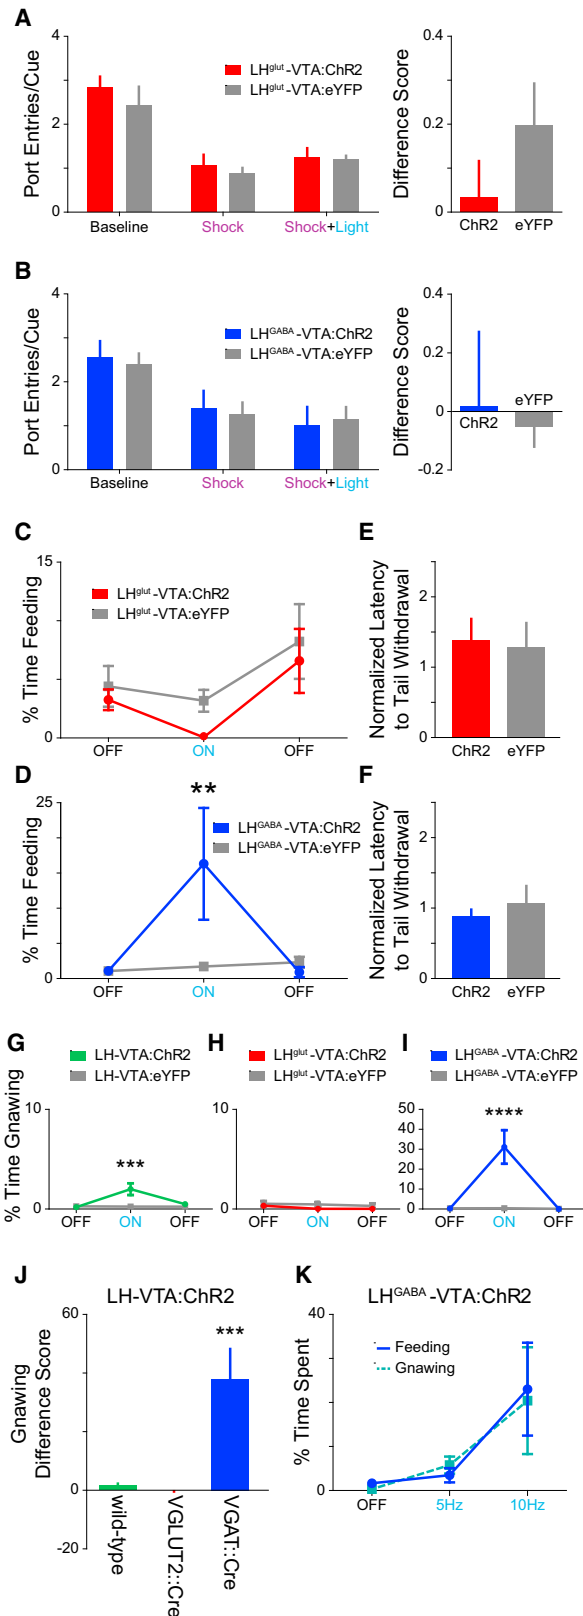 A
Port Entries/Cue
4
2
0
LHglut-VTA:ChR2
LHglut-VTA:eYFP
Baseline
Shock
Shock+Light
Difference Score
0.4
0.2
0
ChR2
eYFP
B
Port Entries/Cue
4
2
0
LHGABA-VTA:ChR2
LHGABA-VTA:eYFP
Baseline
Shock
Shock+Light
Difference Score
0.4
0.2
0
-0.2
eYFP
ChR2
C
% Time Feeding
15
0
LHglut-VTA:ChR2
LHglut-VTA:eYFP
OFF
ON
OFF
E
Normalized Latency
to Tail Withdrawal
2
1
0
ChR2
eYFP
D
% Time Feeding
25
0
**
LHGABA-VTA:ChR2
LHGABA-VTA:eYFP
OFF
ON
OFF
F
Normalized Latency
to Tail Withdrawal
2
1
0
ChR2
eYFP
G
LH-VTA:ChR2
LH-VTA:eYFP
% Time Gnawing
10
0
***
OFF
ON
OFF
H
LHglut-VTA:ChR2
LHglut-VTA:eYFP
10
0
OFF
ON
OFF
I
LHGABA-VTA:ChR2
LHGABA-VTA:eYFP
50
40
30
20
10
0
****
OFF
ON
OFF
J
LH-VTA:ChR2
Gnawing
Difference Score
60
0
-20
***
wild-type
VGLUT2::Cre
VGAT::Cre
K
LHGABA-VTA:ChR2
% Time Spent
40
20
0
Feeding
Gnawing
OFF
5Hz
10Hz